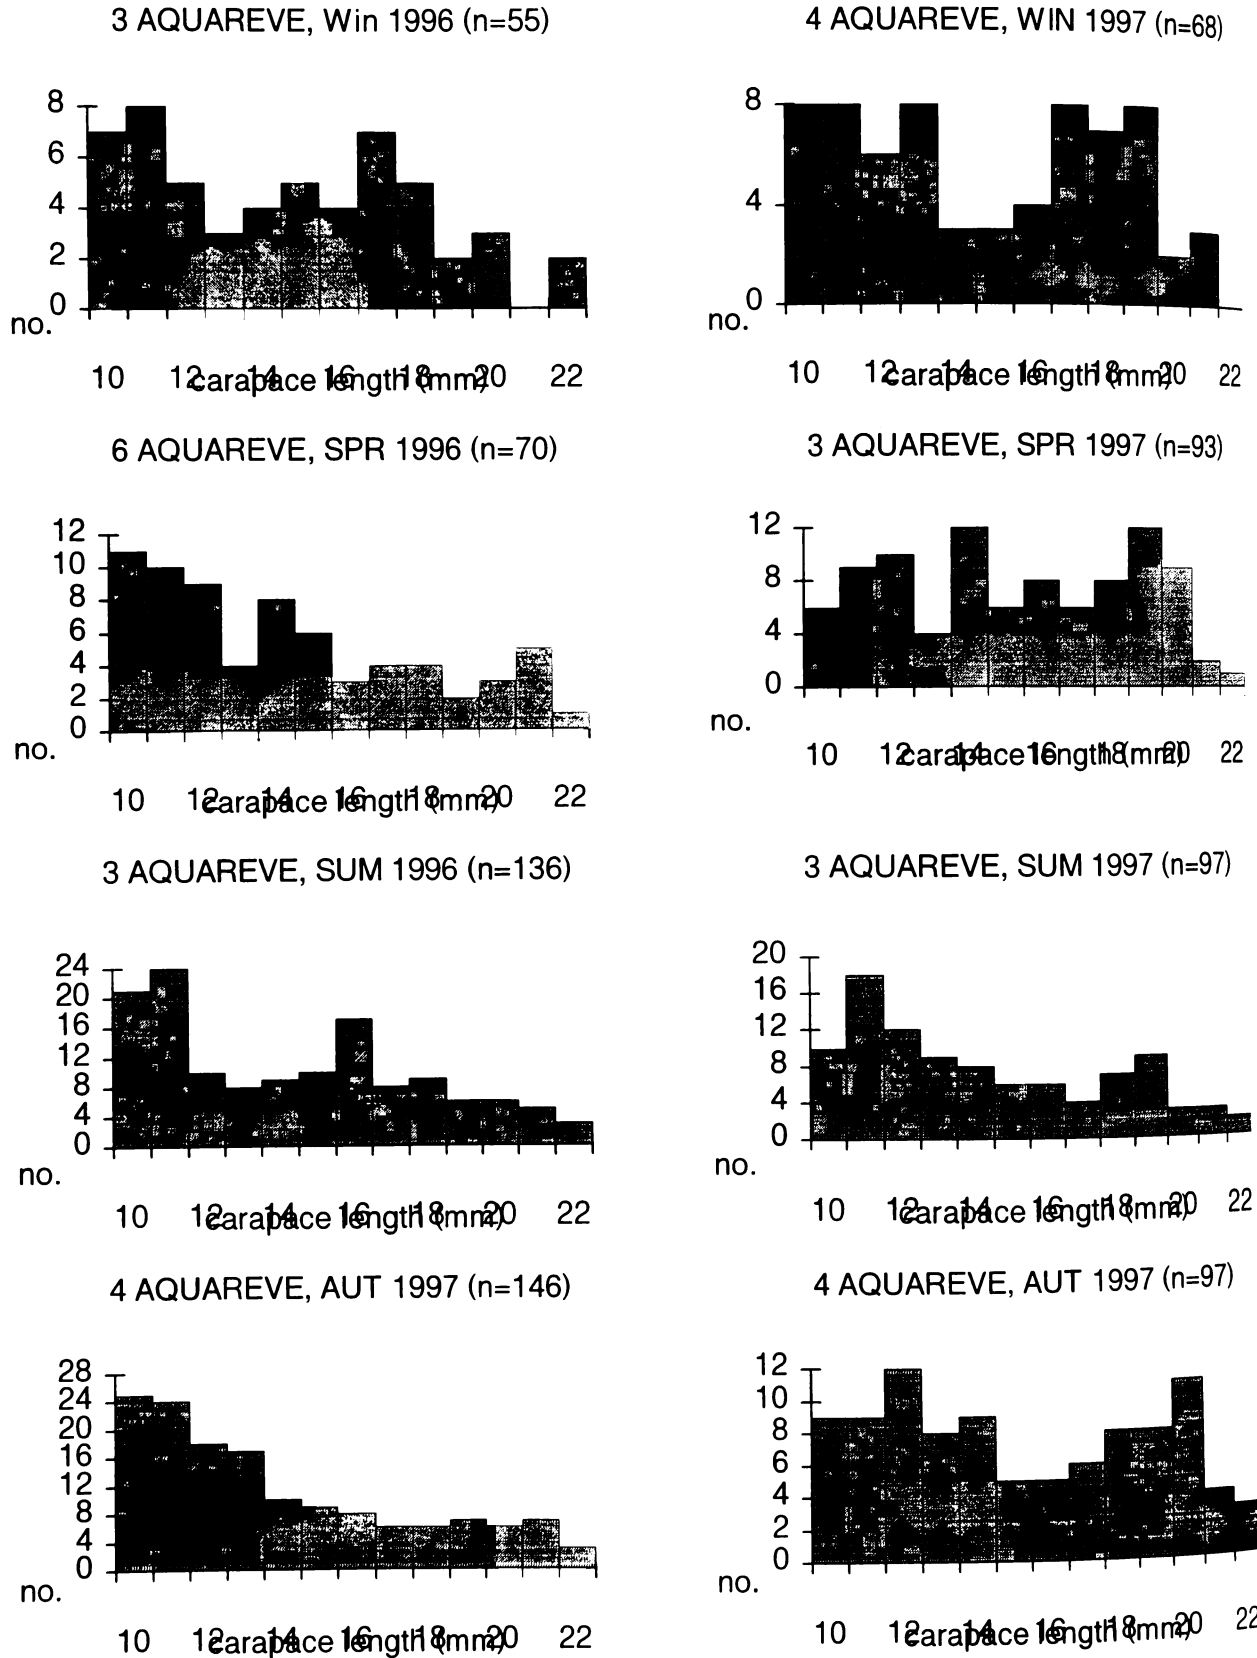 3 AQUAREVE, Win 1996 (n=55)
8
6
4
2
0
no.
10 12 14 16 18 20 22
carapace length (mm)
4 AQUAREVE, WIN 1997 (n=68)
8
4
0
no.
10 12 14 16 18 20 22
carapace length (mm)
6 AQUAREVE, SPR 1996 (n=70)
12
10
8
6
4
2
0
no.
10 12 14 16 18 20 22
carapace length (mm)
3 AQUAREVE, SPR 1997 (n=93)
12
8
4
0
no.
10 12 14 16 18 20 22
carapace length (mm)
3 AQUAREVE, SUM 1996 (n=136)
24
20
16
12
8
4
0
no.
10 12 14 16 18 20 22
carapace length (mm)
3 AQUAREVE, SUM 1997 (n=97)
20
16
12
8
4
0
no.
10 12 14 16 18 20 22
carapace length (mm)
4 AQUAREVE, AUT 1997 (n=146)
28
24
20
16
12
8
4
0
no.
10 12 14 16 18 20 22
carapace length (mm)
4 AQUAREVE, AUT 1997 (n=97)
12
10
8
6
4
2
0
no.
10 12 14 16 18 20 22
carapace length (mm)